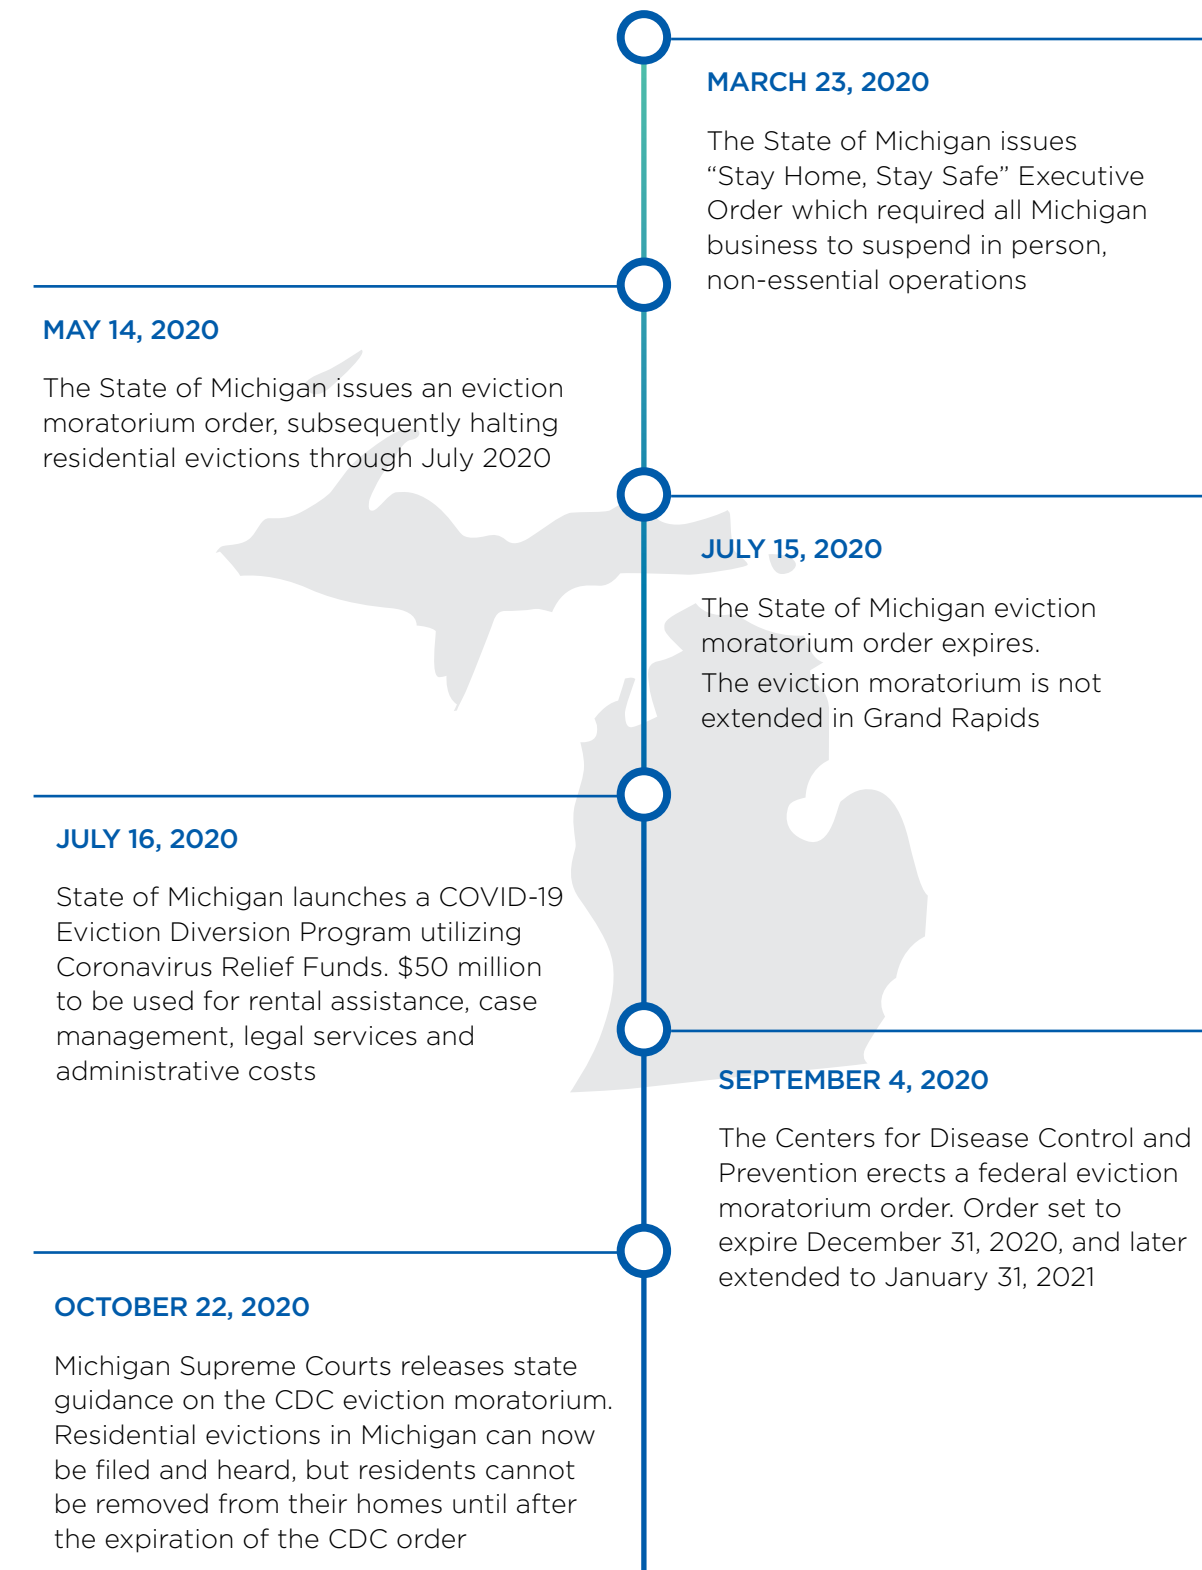 MARCH 23, 2020
The State of Michigan issues
“Stay Home, Stay Safe” Executive
Order which required all Michigan
business to suspend in person,
non-essential operations
MAY 14, 2020
The State of Michigan issues an eviction
moratorium order, subsequently halting
residential evictions through July 2020
JULY 15, 2020
The State of Michigan eviction
moratorium order expires.
The eviction moratorium is not
extended in Grand Rapids
JULY 16, 2020
State of Michigan launches a COVID-19
Eviction Diversion Program utilizing
Coronavirus Relief Funds. $50 million
to be used for rental assistance, case
management, legal services and
administrative costs
SEPTEMBER 4, 2020
The Centers for Disease Control and
Prevention erects a federal eviction
moratorium order. Order set to
expire December 31, 2020, and later
extended to January 31, 2021
OCTOBER 22, 2020
Michigan Supreme Courts releases state
guidance on the CDC eviction moratorium.
Residential evictions in Michigan can now
be filed and heard, but residents cannot
be removed from their homes until after
the expiration of the CDC order